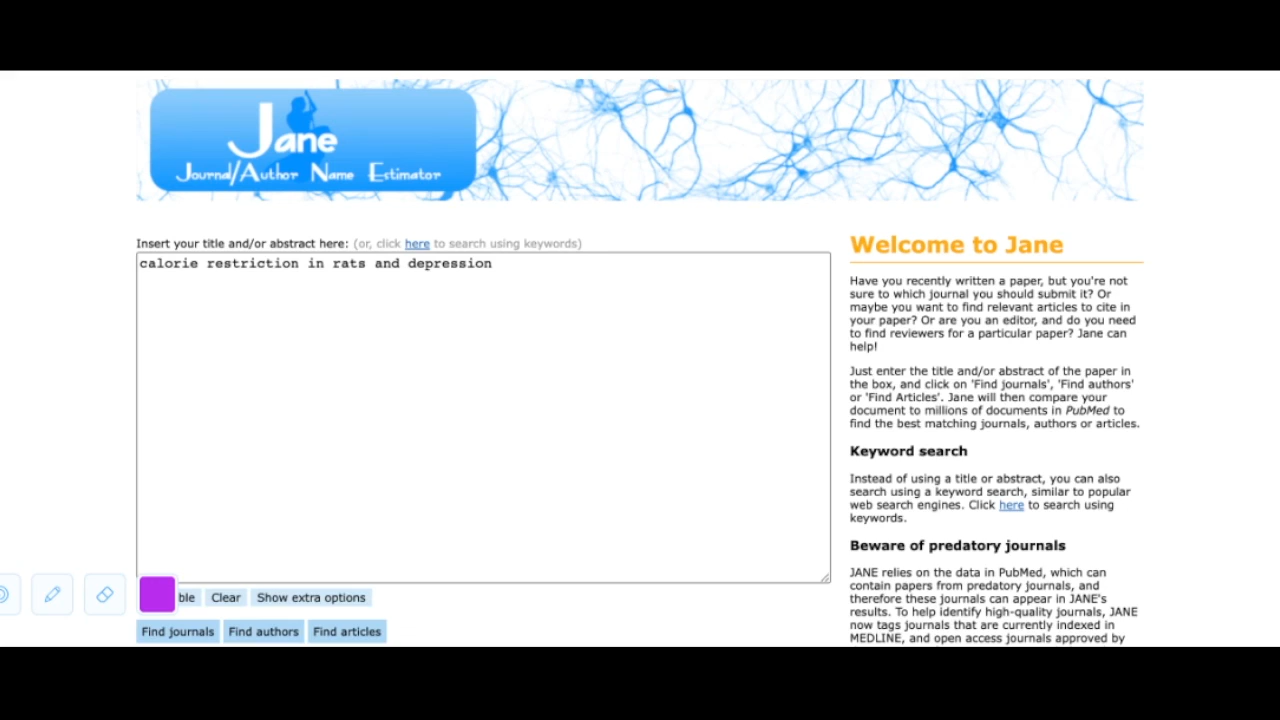 Jane
Journal/Author Name Estimator
Insert your title and/or abstract here: (or, click here to search using keywords)
calorie restriction in rats and depression
ble
Clear
Show extra options
Find journals
Find authors
Find articles
Welcome to Jane
Have you recently written a paper, but you're not
sure to which journal you should submit it? Or
maybe you want to find relevant articles to cite in
your paper? Or are you an editor, and do you need
to find reviewers for a particular paper? Jane can
help!
Just enter the title and/or abstract of the paper in
the box, and click on 'Find journals', 'Find authors'
or 'Find Articles'. Jane will then compare your
document to millions of documents in PubMed to
find the best matching journals, authors or articles.
Keyword search
Instead of using a title or abstract, you can also
search using a keyword search, similar to popular
web search engines. Click here to search using
keywords.
Beware of predatory journals
JANE relies on the data in PubMed, which can
contain papers from predatory journals, and
therefore these journals can appear in JANE's
results. To help identify high-quality journals, JANE
now tags journals that are currently indexed in
MEDLINE, and open access journals approved by